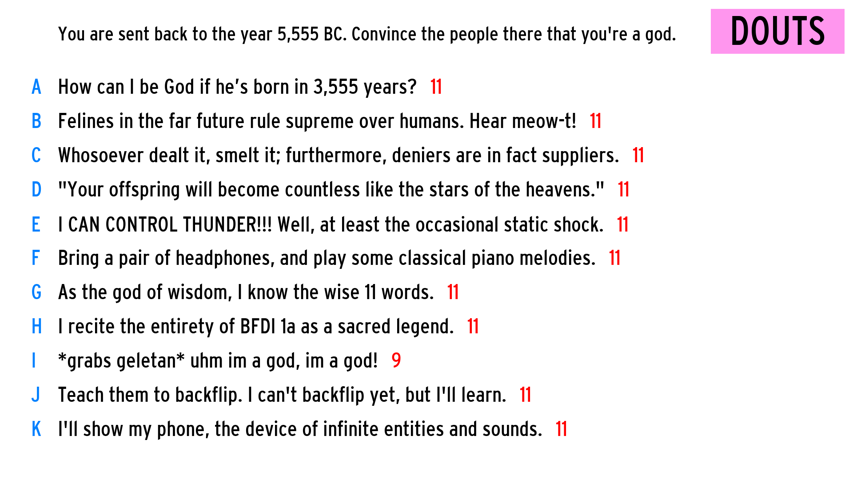 You are sent back to the year 5,555 BC. Convince the people there that you're a god.
DOUTS
A How can I be God if he's born in 3,555 years? 11
B Felines in the far future rule supreme over humans. Hear meow-t! 11
C Whosoever dealt it, smelt it; furthermore, deniers are in fact suppliers. 11
D "Your offspring will become countless like the stars of the heavens." 11
E I CAN CONTROL THUNDER!!! Well, at least the occasional static shock. 11
F Bring a pair of headphones, and play some classical piano melodies. 11
G As the god of wisdom, I know the wise 11 words. 11
H I recite the entirety of BFDI 1a as a sacred legend. 11
I *grabs geletan* uhm im a god, im a god! 9
J Teach them to backflip. I can't backflip yet, but I'll learn. 11
K I'll show my phone, the device of infinite entities and sounds. 11